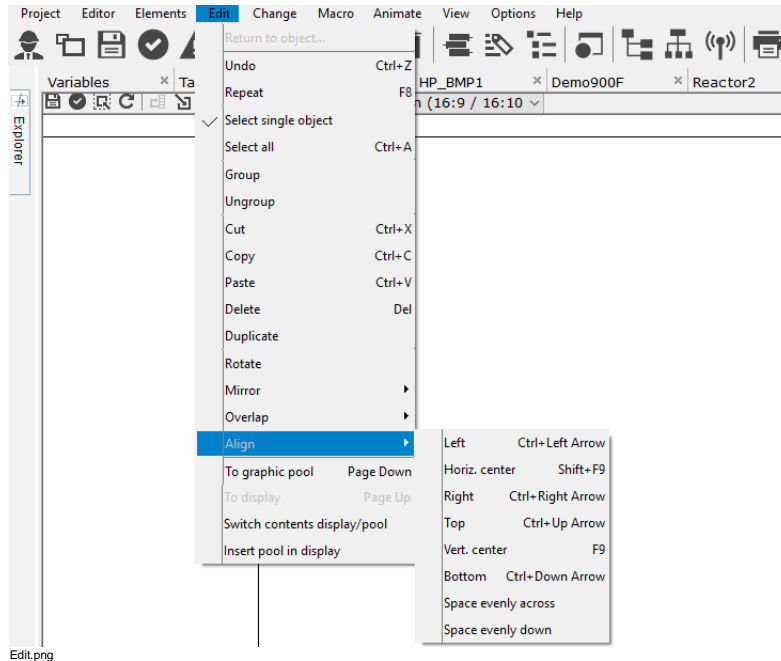 Project Editor Elements Edit Change Macro Animate View Options Help
Variables × Ta HP_BMP1 × Demo900F × Reactor2
(16:9 / 16:10
Explorer
Return to object...
Undo Ctrl+Z
Repeat F8
Select single object
Select all Ctrl+A
Group
Ungroup
Cut Ctrl+X
Copy Ctrl+C
Paste Ctrl+V
Delete Del
Duplicate
Rotate
Mirror
Overlap
Align
To graphic pool Page Down
To display Page Up
Switch contents display/pool
Insert pool in display
Left Ctrl+Left Arrow
Horiz. center Shift+F9
Right Ctrl+Right Arrow
Top Ctrl+Up Arrow
Vert. center F9
Bottom Ctrl+Down Arrow
Space evenly across
Space evenly down
Edit.png